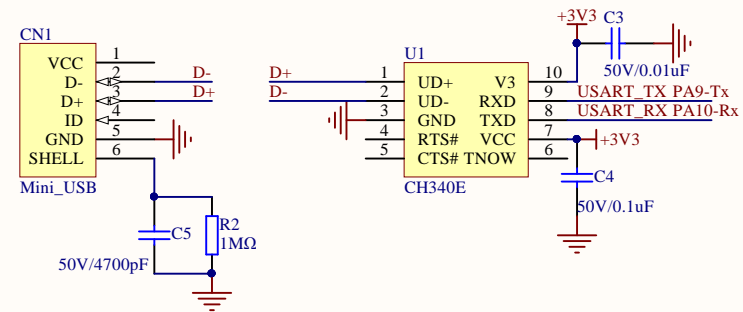 CN1
VCC 1
D- 2 D-
D+ 3 D+
ID 4
GND 5
SHELL 6
Mini_USB
C5
50V/4700pF
R2
1MΩ
U1
D+ 1 UD+
D- 2 UD-
3 GND
4 RTS#
5 CTS#
V3 10
RXD 9 USART_TX PA9-Tx
TXD 8 USART_RX PA10-Rx
VCC 7 +3V3
TNOW 6
CH340E
+3V3
C3
50V/0.01uF
C4
50V/0.1uF